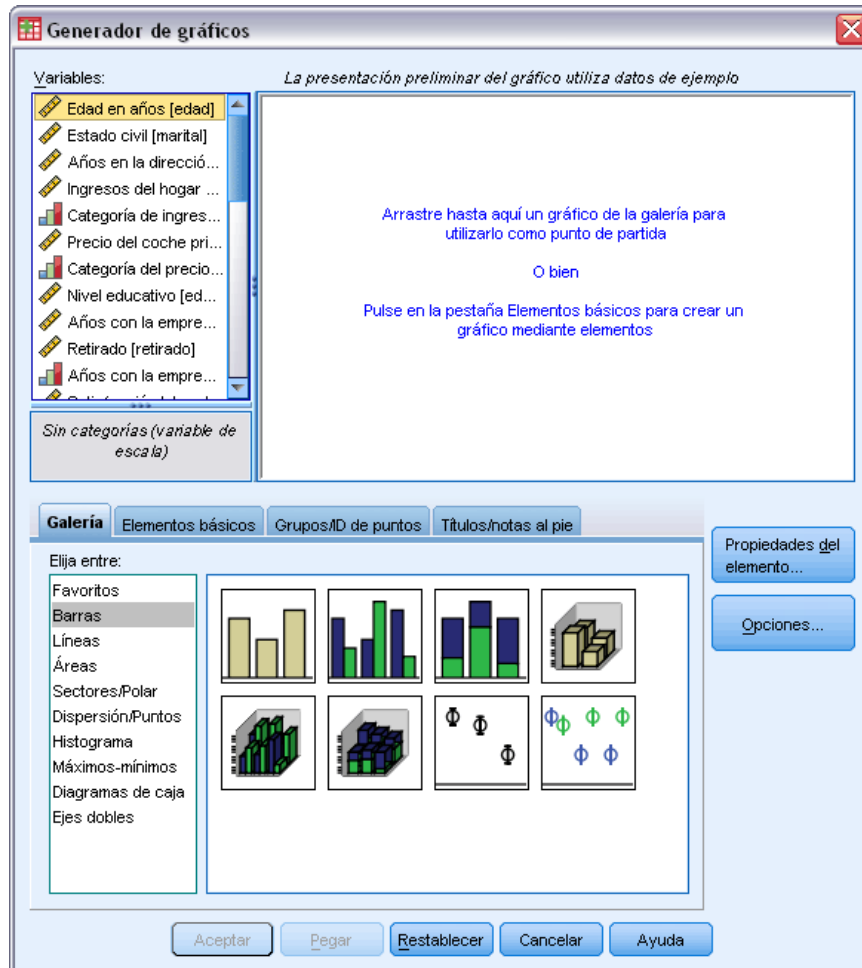 Generador de gráficos
Variables:
La presentación preliminar del gráfico utiliza datos de ejemplo
Edad en años [edad]
Estado civil [marital]
Años en la direcció...
Ingresos del hogar ...
Categoría de ingres...
Precio del coche pri...
Categoría del precio...
Nivel educativo [ed...
Años con la empre...
Retirado [retirado]
Años con la empre...
Arrastre hasta aquí un gráfico de la galería para
utilizarlo como punto de partida
O bien
Pulse en la pestaña Elementos básicos para crear un
gráfico mediante elementos
Sin categorías (variable de
escala)
Galería
Elementos básicos
Grupos/ID de puntos
Títulos/notas al pie
Elija entre:
Favoritos
Barras
Líneas
Áreas
Sectores/Polar
Dispersión/Puntos
Histograma
Máximos-mínimos
Diagramas de caja
Ejes dobles
Propiedades del
elemento...
Opciones...
Aceptar
Pegar
Restablecer
Cancelar
Ayuda